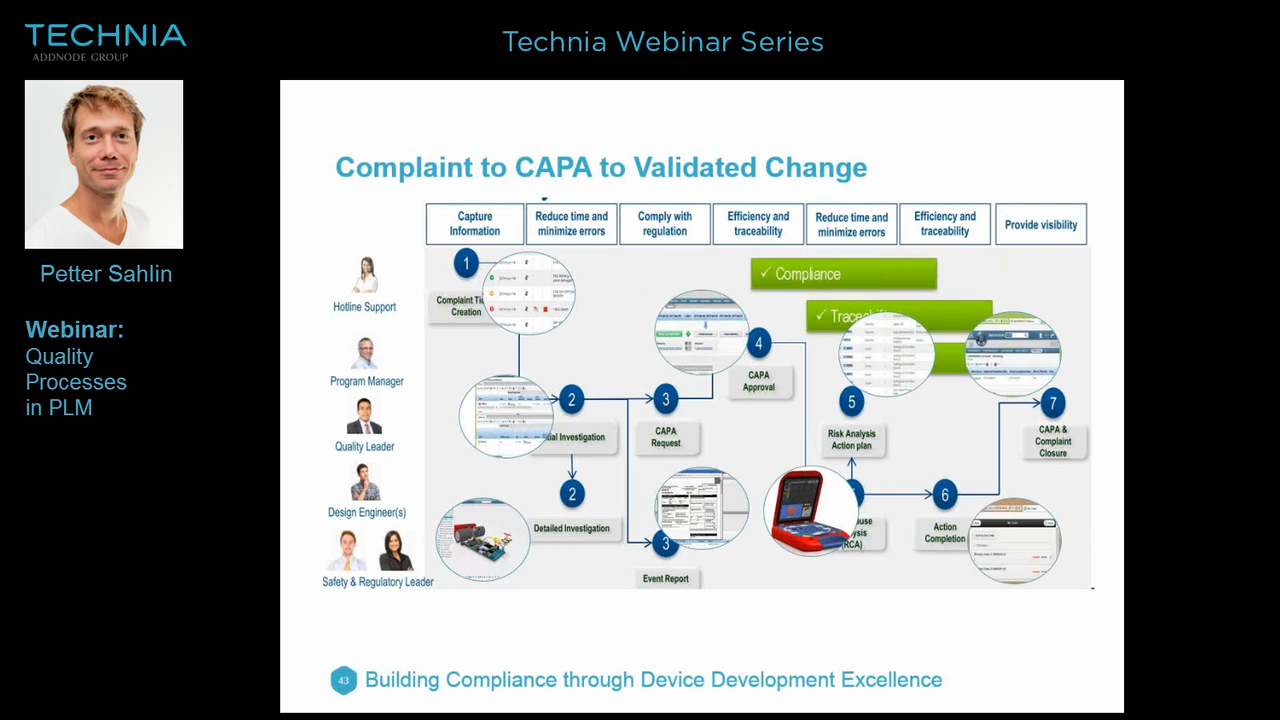 TECHNIA
ADDNODE GROUP
Technia Webinar Series
Petter Sahlin
Webinar:
Quality
Processes
in PLM
Complaint to CAPA to Validated Change
Capture
Information
Reduce time and
minimize errors
Comply with
regulation
Efficiency and
traceability
Reduce time and
minimize errors
Efficiency and
traceability
Provide visibility
Hotline Support
Program Manager
Quality Leader
Design Engineer(s)
Safety & Regulatory Leader
1
Complaint
Creation
2
Investigation
2
Detailed Investigation
3
CAPA
Request
3
Event Report
4
CAPA
Approval
✓ Compliance
✓
5
Risk Analysis
Action plan
(RCA)
6
Action
Completion
7
CAPA &
Complaint
Closure
43
Building Compliance through Device Development Excellence